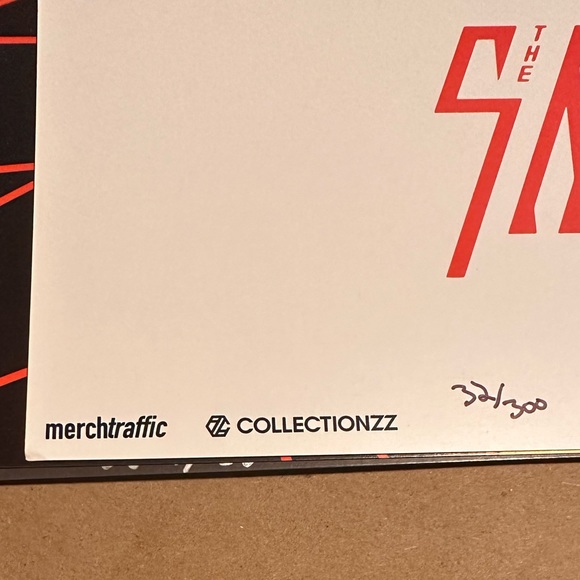 THE
32/300
merchtraffic
COLLECTIONZZ